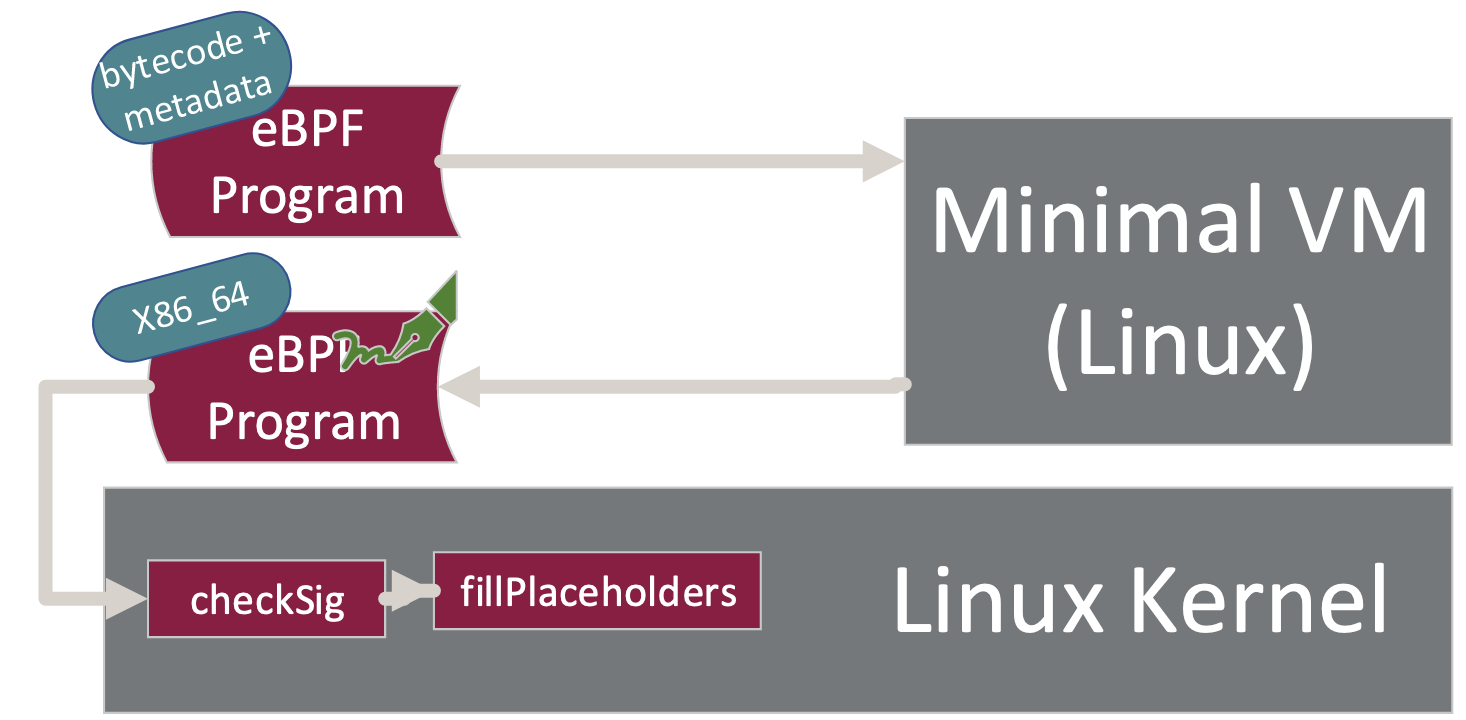 bytecode +
metadata
eBPF
Program
Minimal VM
(Linux)
X86_64
eBPF
Program
checkSig
fillPlaceholders
Linux Kernel